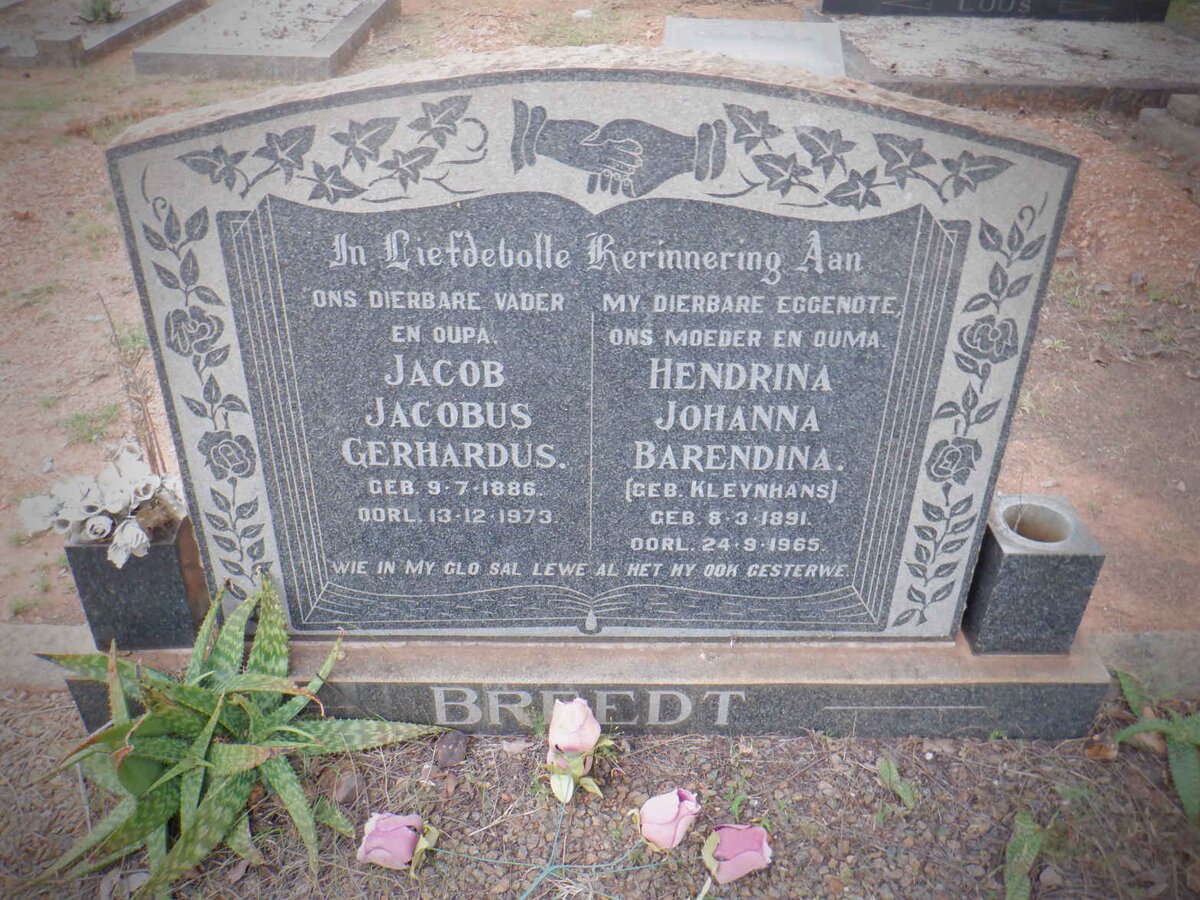 LOUS
In Liefdevolle Herinnering Aan
ONS DIERBARE VADER
EN OUPA.
JACOB
JACOBUS
GERHARDUS.
GEB. 9-7-1886.
OORL. 13-12-1973.
MY DIERBARE EGGENOTE,
ONS MOEDER EN OUMA.
HENDRINA
JOHANNA
BARENDINA.
[GEB. KLEYNHANS]
GEB. 8-3-1891.
OORL. 24-9-1965.
WIE IN MY GLO SAL LEWE AL HET HY OOK GESTERWE.
BREEDT